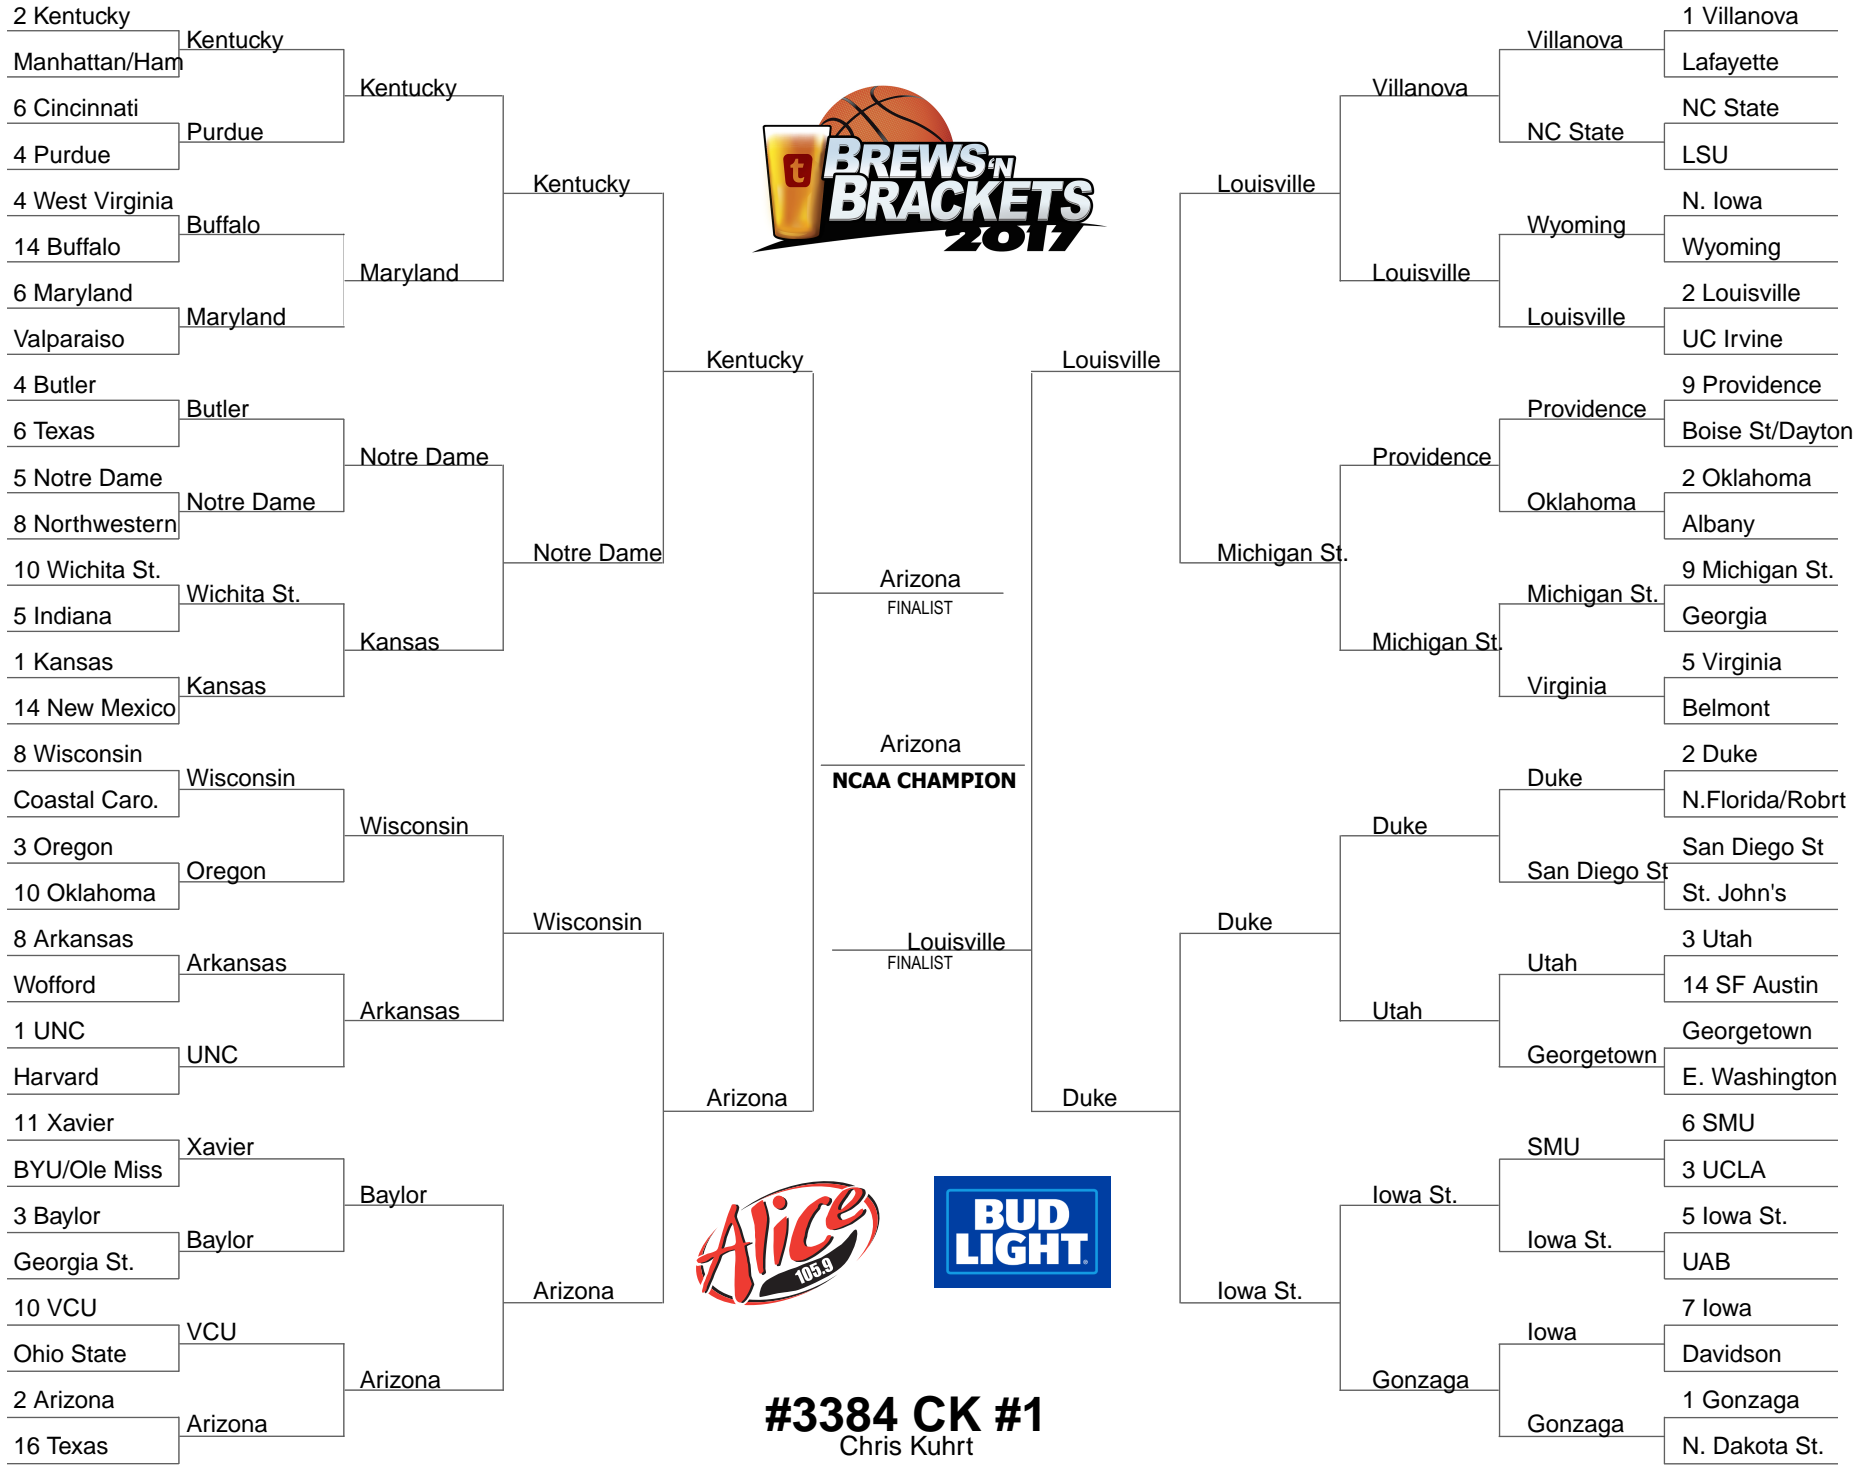 2 Kentucky
Manhattan/Ham
6 Cincinnati
4 Purdue
4 West Virginia
14 Buffalo
6 Maryland
Valparaiso
4 Butler
6 Texas
5 Notre Dame
8 Northwestern
10 Wichita St.
5 Indiana
1 Kansas
14 New Mexico
8 Wisconsin
Coastal Caro.
3 Oregon
10 Oklahoma
8 Arkansas
Wofford
1 UNC
Harvard
11 Xavier
BYU/Ole Miss
3 Baylor
Georgia St.
10 VCU
Ohio State
2 Arizona
16 Texas
Kentucky
Purdue
Buffalo
Maryland
Butler
Notre Dame
Wichita St.
Kansas
Wisconsin
Oregon
Arkansas
UNC
Xavier
Baylor
VCU
Arizona
Kentucky
Maryland
Notre Dame
Kansas
Wisconsin
Arkansas
Baylor
Arizona
Kentucky
Notre Dame
Wisconsin
Arizona
Kentucky
Arizona
t
BREWS 'N
BRACKETS
2017
Arizona
FINALIST
Arizona
NCAA CHAMPION
Louisville
FINALIST
Alice
105.9
BUD
LIGHT
#3384 CK #1
Chris Kuhrt
Louisville
Duke
Louisville
Michigan St.
Duke
Iowa St.
Villanova
Louisville
Providence
Michigan St.
Duke
Utah
Iowa St.
Gonzaga
Villanova
NC State
Wyoming
Louisville
Providence
Oklahoma
Michigan St.
Virginia
Duke
San Diego St
Utah
Georgetown
SMU
Iowa St.
Iowa
Gonzaga
1 Villanova
Lafayette
NC State
LSU
N. Iowa
Wyoming
2 Louisville
UC Irvine
9 Providence
Boise St/Dayton
2 Oklahoma
Albany
9 Michigan St.
Georgia
5 Virginia
Belmont
2 Duke
N.Florida/Robrt
San Diego St
St. John's
3 Utah
14 SF Austin
Georgetown
E. Washington
6 SMU
3 UCLA
5 Iowa St.
UAB
7 Iowa
Davidson
1 Gonzaga
N. Dakota St.